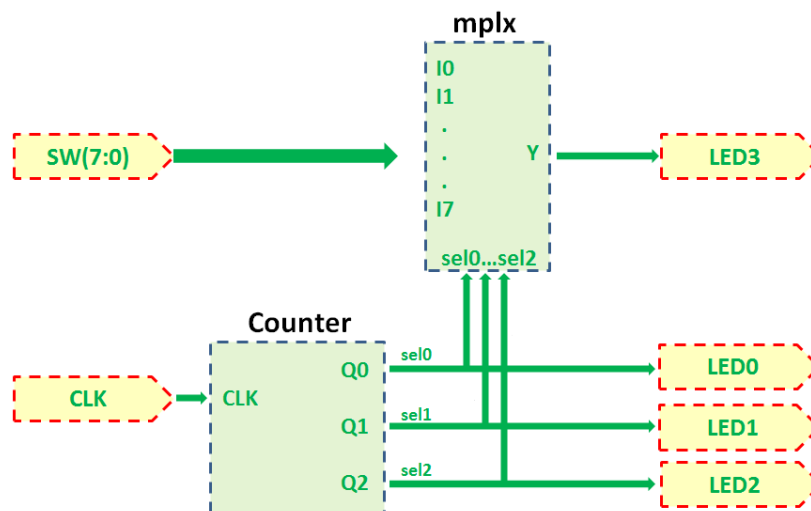 mplx
I0
I1
.
.
.
I7
Y
sel0...sel2
SW(7:0)
LED3
Counter
CLK
CLK
Q0
Q1
Q2
sel0
sel1
sel2
LED0
LED1
LED2